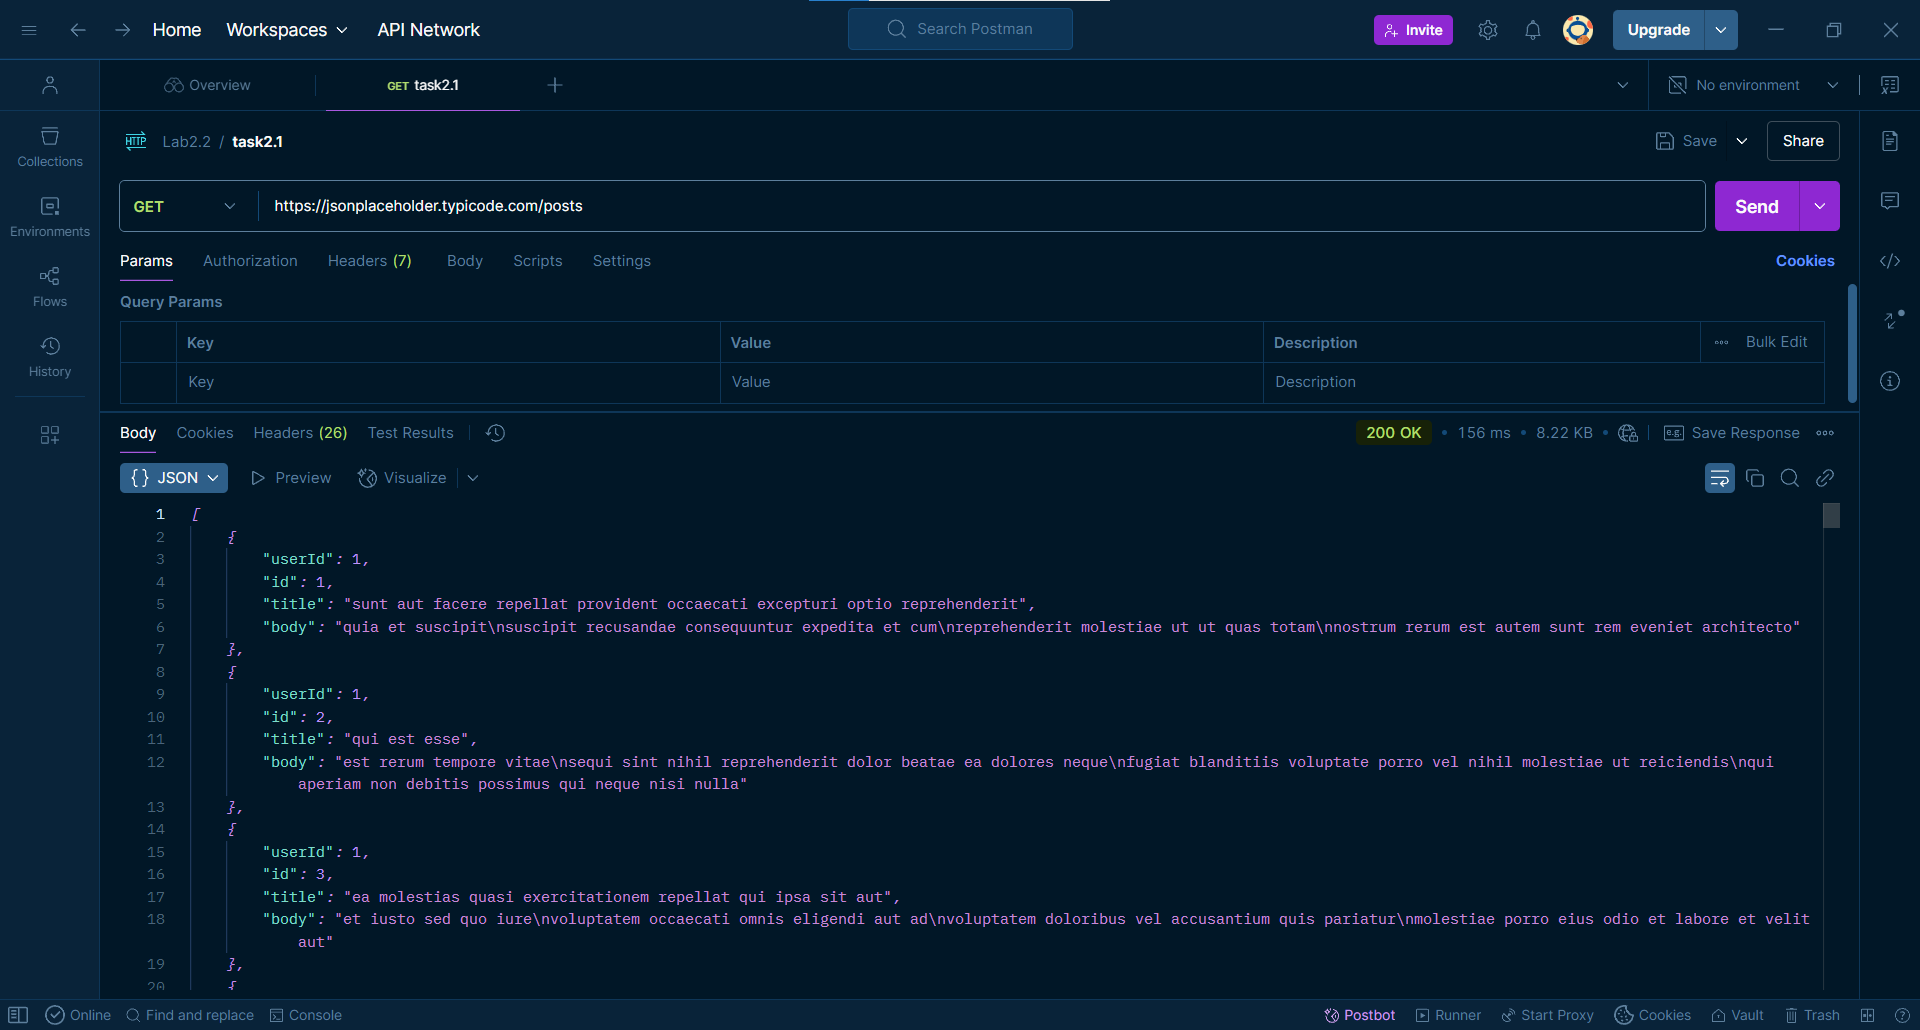 Home Workspaces API Network Search Postman Invite Upgrade
Overview GET task2.1 No environment
HTTP Lab2.2 / task2.1 Save Share
Collections
GET https://jsonplaceholder.typicode.com/posts Send
Environments
Params Authorization Headers (7) Body Scripts Settings Cookies
Flows
Query Params
Key Value Description Bulk Edit
History
Key Value Description
Body Cookies Headers (26) Test Results 200 OK • 156 ms • 8.22 KB • e.g. Save Response
{} JSON Preview Visualize
1 [
2 {
3 "userId": 1,
4 "id": 1,
5 "title": "sunt aut facere repellat provident occaecati excepturi optio reprehenderit",
6 "body": "quia et suscipit\nsuscipit recusandae consequuntur expedita et cum\nreprehenderit molestiae ut ut quas totam\nnostrum rerum est autem sunt rem eveniet architecto"
7 },
8 {
9 "userId": 1,
10 "id": 2,
11 "title": "qui est esse",
12 "body": "est rerum tempore vitae\nsequi sint nihil reprehenderit dolor beatae ea dolores neque\nfugiat blanditiis voluptate porro vel nihil molestiae ut reiciendis\nqui
aperiam non debitis possimus qui neque nisi nulla"
13 },
14 {
15 "userId": 1,
16 "id": 3,
17 "title": "ea molestias quasi exercitationem repellat qui ipsa sit aut",
18 "body": "et iusto sed quo iure\nvoluptatem occaecati omnis eligendi aut ad\nvoluptatem doloribus vel accusantium quis pariatur\nmolestiae porro eius odio et labore et velit
aut"
19 },
20 {
Online Find and replace Console Postbot Runner Start Proxy Cookies Vault Trash